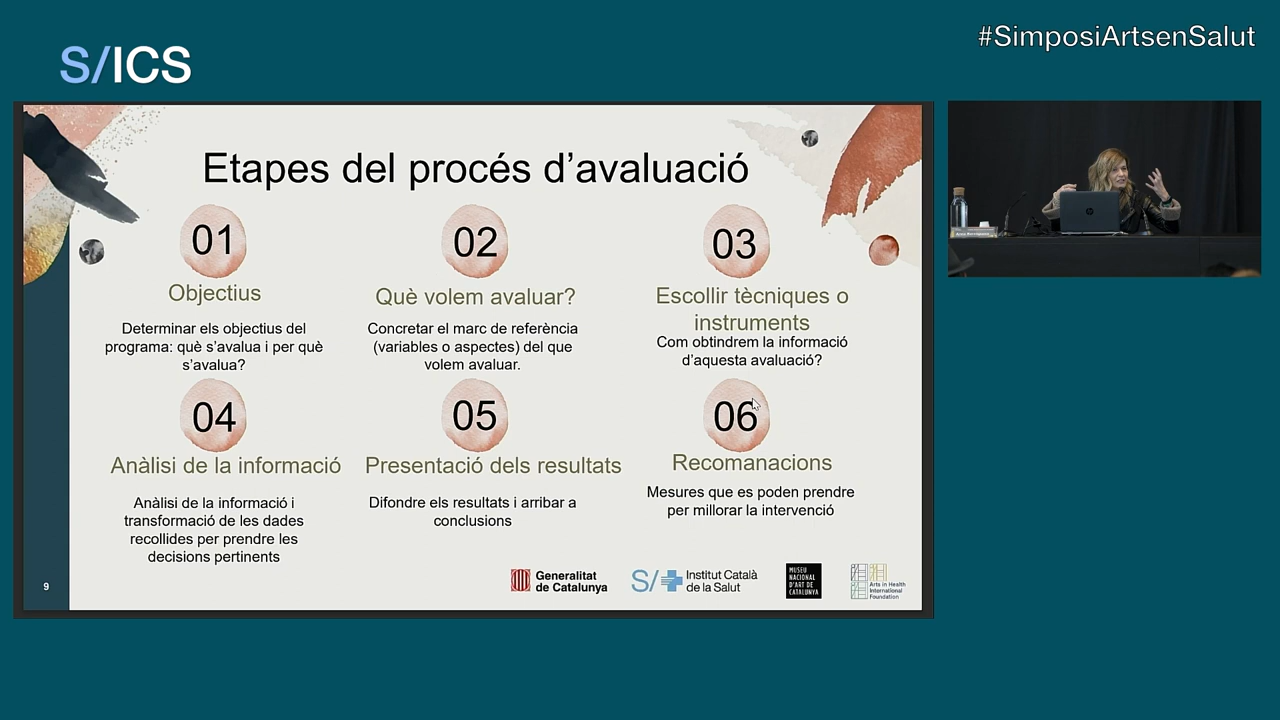 #SimposiArtsenSalut
S/ICS
Etapes del procés d’avaluació
01
Objectius
Determinar els objectius del
programa: què s’avalua i per què
s’avalua?
02
Què volem avaluar?
Concretar el marc de referència
(variables o aspectes) del que
volem avaluar.
03
Escollir tècniques o
instruments
Com obtindrem la informació
d’aquesta avaluació?
04
Anàlisi de la informació
Anàlisi de la informació i
transformació de les dades
recollides per prendre les
decisions pertinents
05
Presentació dels resultats
Difondre els resultats i arribar a
conclusions
06
Recomanacions
Mesures que es poden prendre
per millorar la intervenció
9
Generalitat
de Catalunya
S/
Institut Català
de la Salut
MUSEU
NACIONAL
D'ART DE
CATALUNYA
Arts in Health
International
Foundation
hp